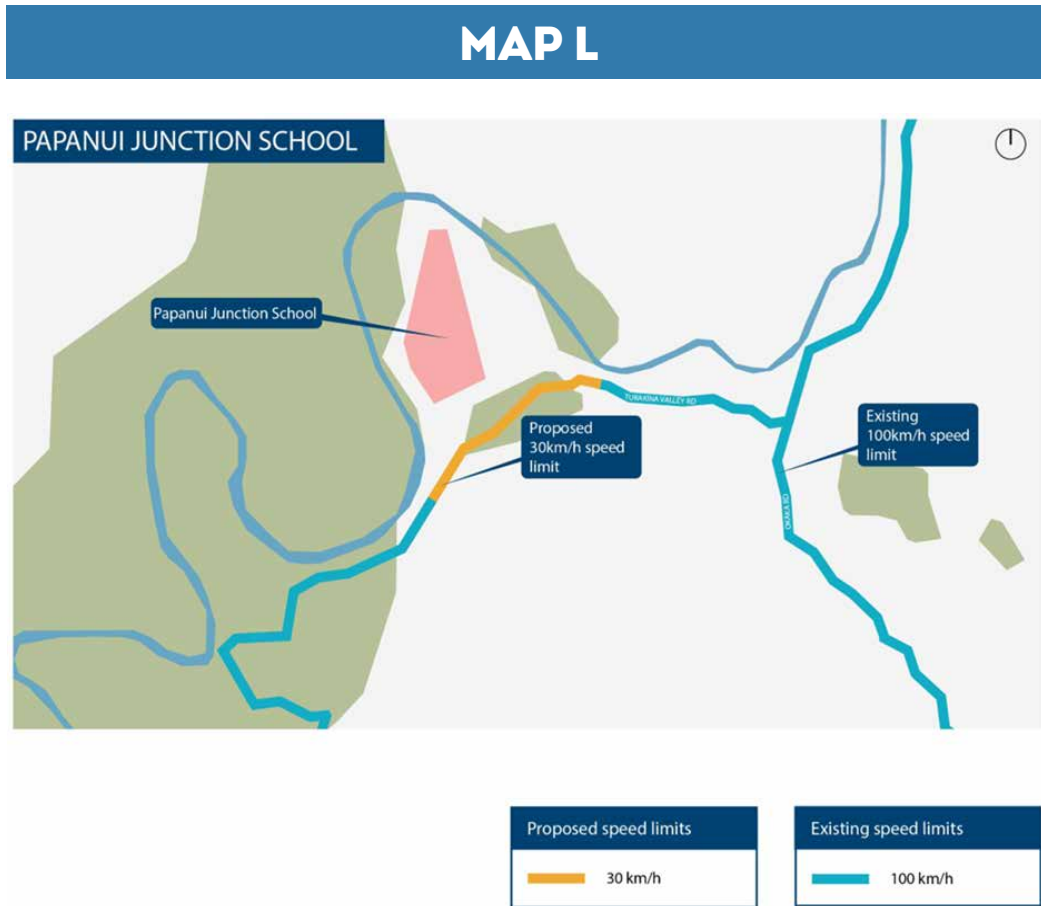 MAP L
PAPANUI JUNCTION SCHOOL
Papanui Junction School
TURAKINA VALLEY RD
Proposed
30km/h speed
limit
Existing
100km/h speed
limit
OKAKA RD
Proposed speed limits
30 km/h
Existing speed limits
100 km/h